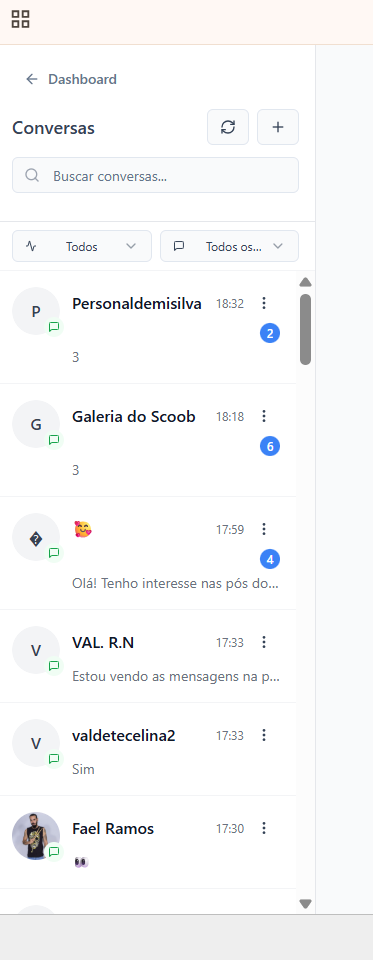 Dashboard
Conversas
Buscar conversas...
Todos
Todos os...
P
Personaldemisilva
18:32
2
3
G
Galeria do Scoob
18:18
6
3
�
🥰
17:59
4
Olá! Tenho interesse nas pós do...
V
VAL. R.N
17:33
Estou vendo as mensagens na p...
V
valdetecelina2
17:33
Sim
Fael Ramos
17:30
👀